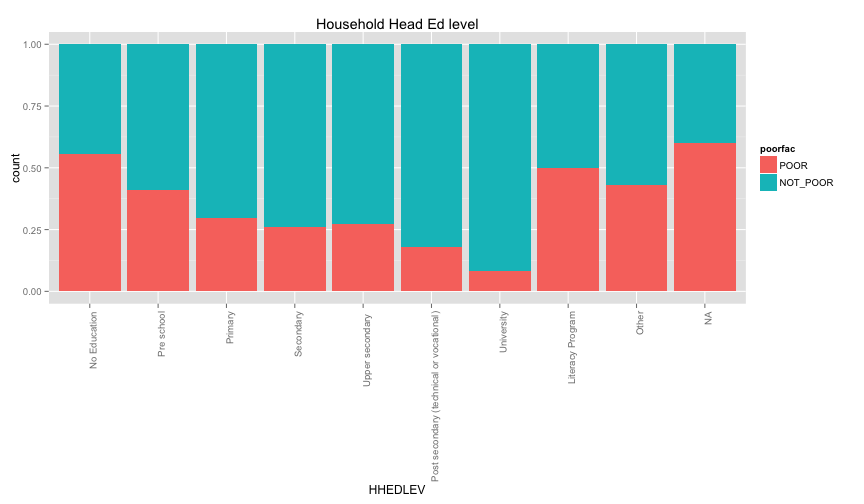 Household Head Ed level
1.00
0.75
0.50
0.25
0.00
count
No Education
Pre school
Primary
Secondary
Upper secondary
Post secondary (technical or vocational)
University
Literacy Program
Other
NA
HHEDLEV
poorfac
POOR
NOT_POOR